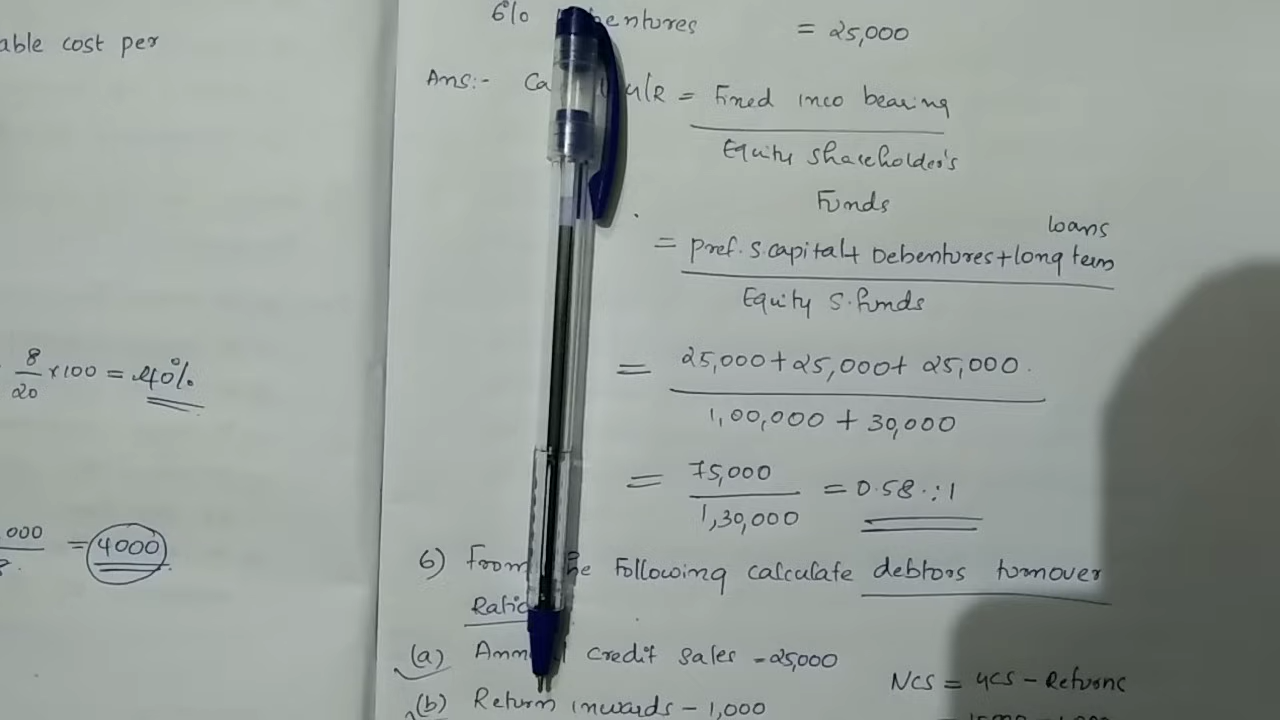 able cost per
8/20 x100 = 40%
000 = 4000
6% entures = 25,000
Ans:- Ca G/R = Fixed inco bearing
Equity shareholder's
Funds
loans
= pref. s.capital+ Debentures+long term
Equity s.funds
= 25,000+25,000+ 25,000.
1,00,000 + 30,000
= 75,000 = 0.58.:1
1,30,000
6) From he Following calculate debtors turnover
Ratio
(a) Ann l credit sales -25,000
NCS = GCS - Returns
(b) Return inwards - 1,000